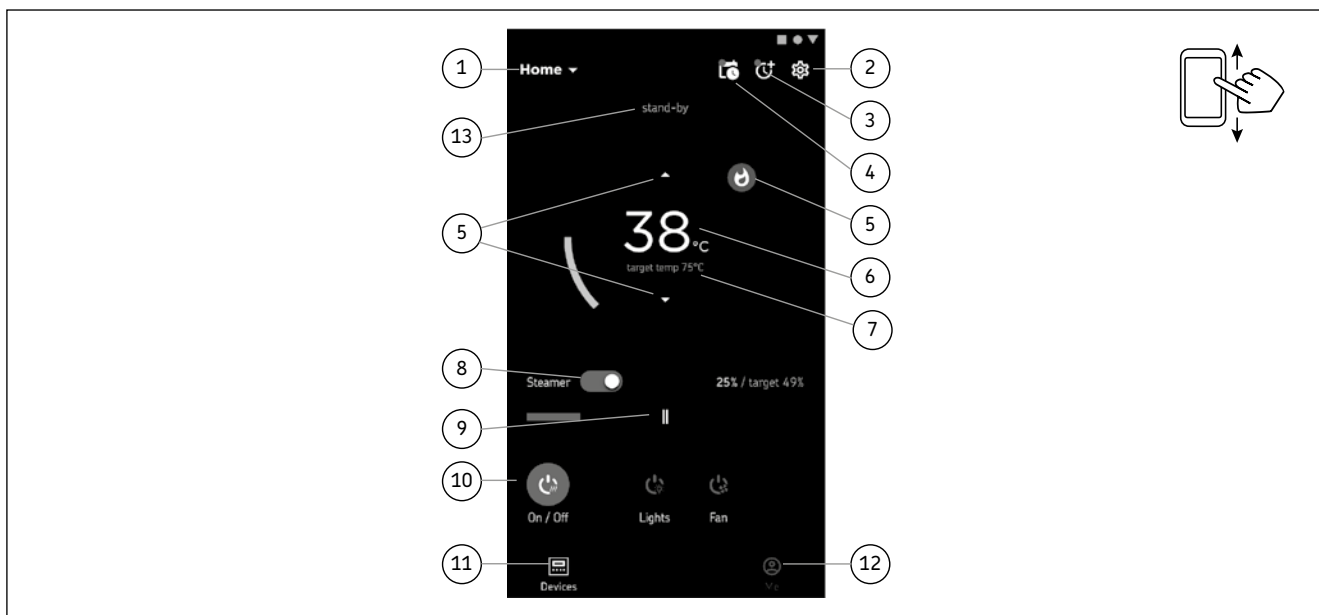 1
Home
2
3
stand-by
13
4
5
5
38 °C
6
target temp 75°C
7
8
Steamer
25% / target 49%
9
10
On / Off
Lights
Fan
11
12
Devices